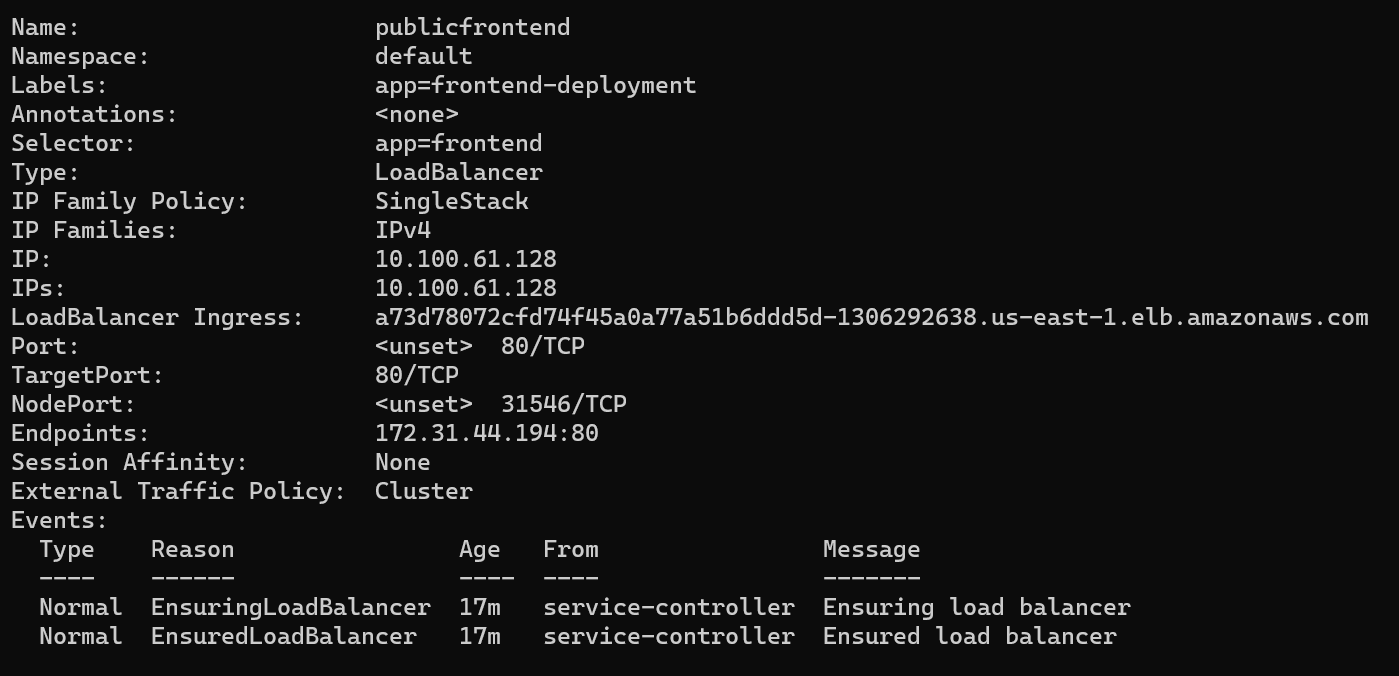 Name:                     publicfrontend
Namespace:                default
Labels:                   app=frontend-deployment
Annotations:              <none>
Selector:                 app=frontend
Type:                     LoadBalancer
IP Family Policy:         SingleStack
IP Families:              IPv4
IP:                       10.100.61.128
IPs:                      10.100.61.128
LoadBalancer Ingress:     a73d78072cfd74f45a0a77a51b6ddd5d-1306292638.us-east-1.elb.amazonaws.com
Port:                     <unset>  80/TCP
TargetPort:               80/TCP
NodePort:                 <unset>  31546/TCP
Endpoints:                172.31.44.194:80
Session Affinity:         None
External Traffic Policy:  Cluster
Events:
  Type    Reason                Age   From                Message
  ----    ------                ----  ----                -------
  Normal  EnsuringLoadBalancer  17m   service-controller  Ensuring load balancer
  Normal  EnsuredLoadBalancer   17m   service-controller  Ensured load balancer